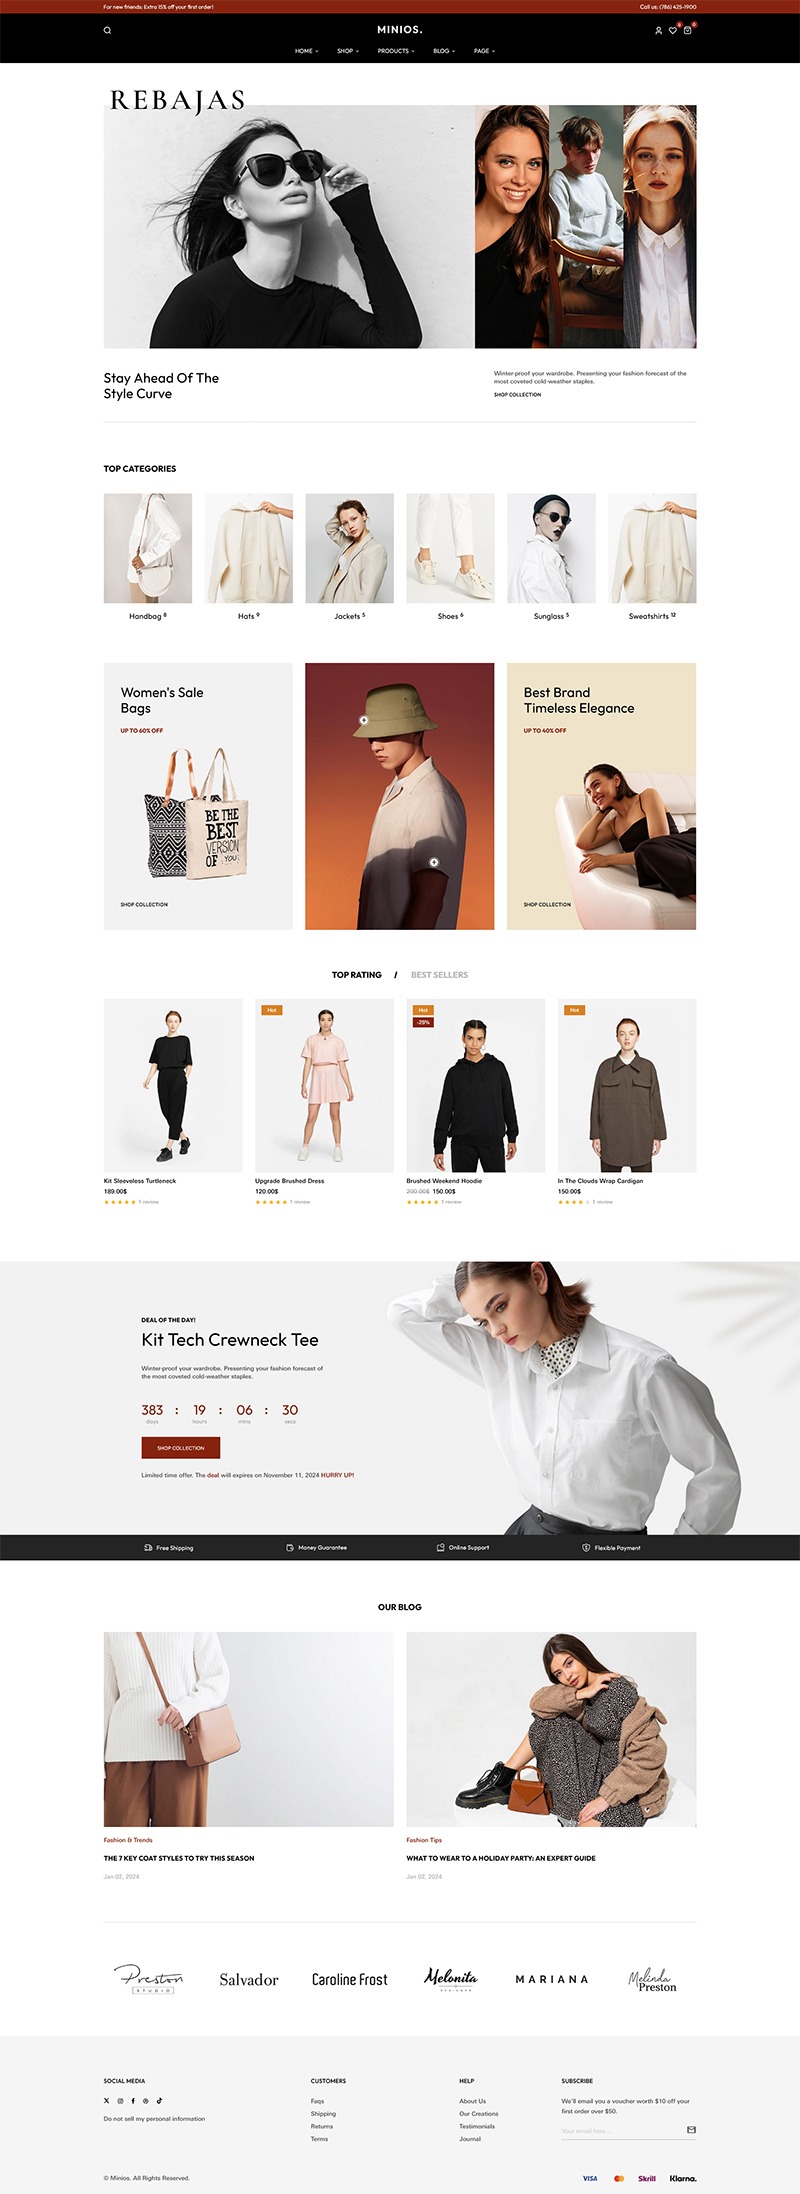 For new friends: Extra 15% off your first order!
Call us: (786) 425-1900
MINIOS.
0
0
HOME
SHOP
PRODUCTS
BLOG
PAGE
REBAJAS
Stay Ahead Of The
Style Curve
Winter-proof your wardrobe. Presenting your fashion forecast of the
most coveted cold-weather staples.
SHOP COLLECTION
TOP CATEGORIES
Handbag 8
Hats 9
Jackets 5
Shoes 6
Sunglass 5
Sweatshirts 12
Women's Sale
Bags
UP TO 60% OFF
BE THE
BEST
VERSION
OF YOU
SHOP COLLECTION
Best Brand
Timeless Elegance
UP TO 40% OFF
SHOP COLLECTION
TOP RATING / BEST SELLERS
Kit Sleeveless Turtleneck
189.00$
1 review
Hot
Upgrade Brushed Dress
120.00$
1 review
Hot
-25%
Brushed Weekend Hoodie
200.00$ 150.00$
1 review
Hot
In The Clouds Wrap Cardigan
150.00$
1 review
DEAL OF THE DAY!
Kit Tech Crewneck Tee
Winter-proof your wardrobe. Presenting your fashion forecast of
the most coveted cold-weather staples.
383 : 19 : 06 : 30
days hours mins secs
SHOP COLLECTION
Limited time offer. The deal will expires on November 11, 2024 HURRY UP!
Free Shipping
Money Guarantee
Online Support
Flexible Payment
OUR BLOG
Fashion & Trends
THE 7 KEY COAT STYLES TO TRY THIS SEASON
Jan 02, 2024
Fashion Tips
WHAT TO WEAR TO A HOLIDAY PARTY: AN EXPERT GUIDE
Jan 02, 2024
Preston
STUDIO
Salvador
Caroline Frost
Melonita
MARIANA
Melinda
Preston
SOCIAL MEDIA
Do not sell my personal information
CUSTOMERS
Faqs
Shipping
Returns
Terms
HELP
About Us
Our Creations
Testimonials
Journal
SUBSCRIBE
We'll email you a voucher worth $10 off your
first order over $50.
Your email here...
© Minios. All Rights Reserved.
VISA
Skrill
Klarna.